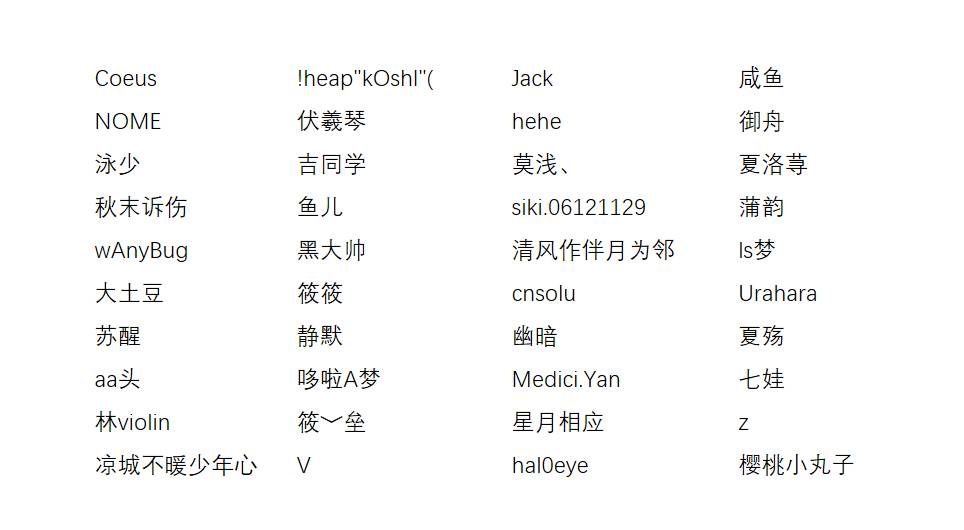 Coeus !heap"kOshl"( Jack 咸鱼
NOME 伏羲琴 hehe 御舟
泳少 吉同学 莫浅、 夏洛荨
秋末诉伤 鱼儿 siki.06121129 蒲韵
wAnyBug 黑大帅 清风作伴月为邻 ls梦
大土豆 筱筱 cnsolu Urahara
苏醒 静默 幽暗 夏殇
aa头 哆啦A梦 Medici.Yan 七娃
林violin 筱﹀垒 星月相应 z
凉城不暖少年心 V hal0eye 樱桃小丸子